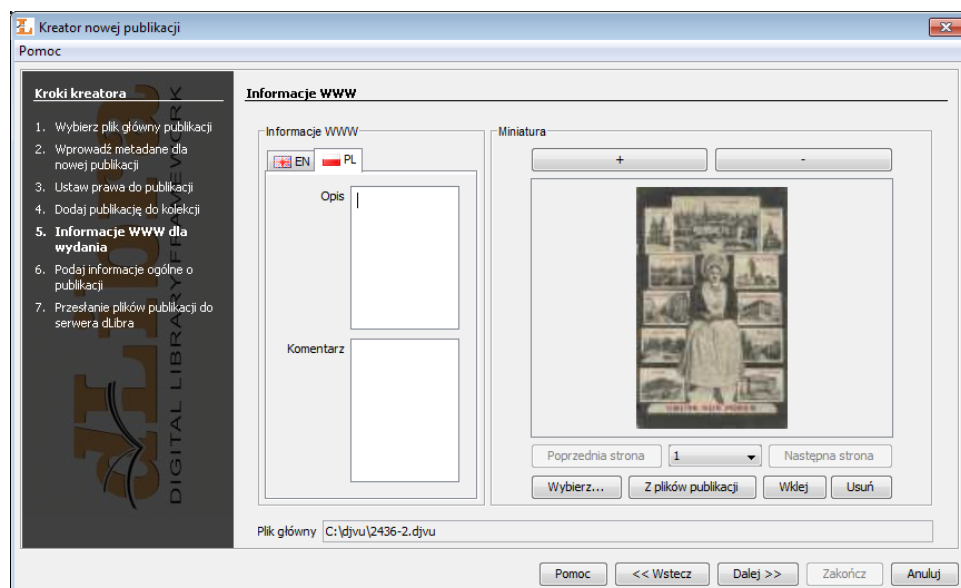 Kreator nowej publikacji
Pomoc
Kroki kreatora
1. Wybierz plik główny publikacji
2. Wprowadź metadane dla
nowej publikacji
3. Ustaw prawa do publikacji
4. Dodaj publikację do kolekcji
5. Informacje WWW dla
wydania
6. Podaj informacje ogólne o
publikacji
7. Przesłanie plików publikacji do
serwera dLibra
dLibra
DIGITAL LIBRARY FRAMEWORK
Informacje WWW
Informacje WWW
EN PL
Opis
Komentarz
Miniatura
+ -
Poprzednia strona 1 Następna strona
Wybierz... Z plików publikacji Wklej Usuń
Plik główny C:\djvu\2436-2.djvu
Pomoc << Wstecz Dalej >> Zakończ Anuluj